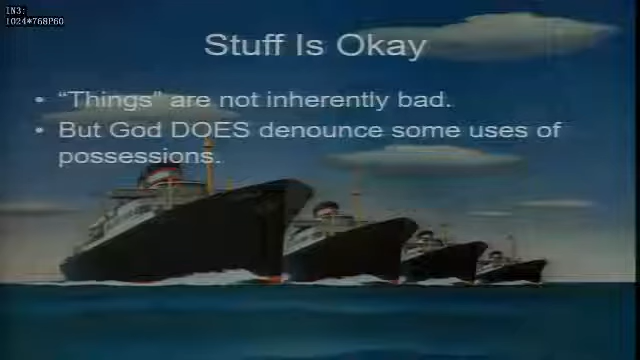 IN3:
1024*768P60
Stuff Is Okay
• “Things” are not inherently bad.
• But God DOES denounce some uses of
possessions.